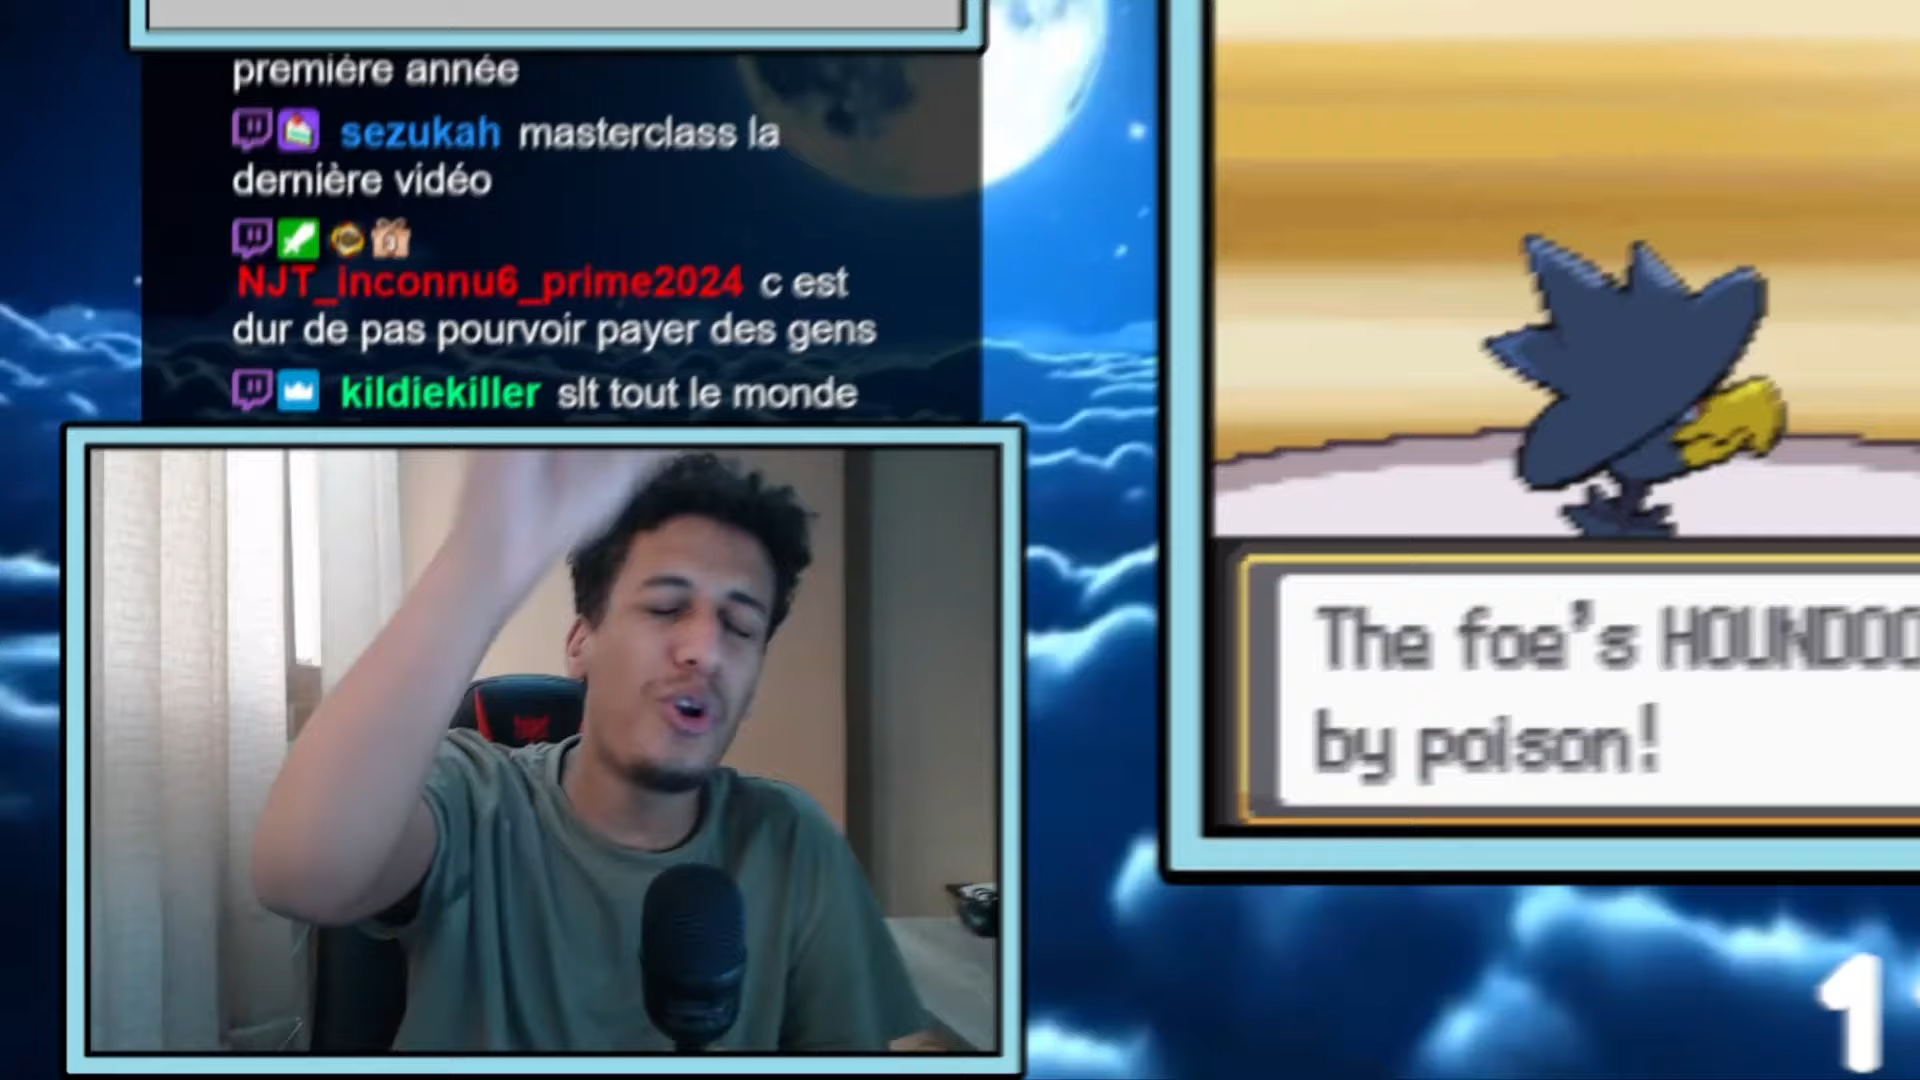 première année
sezukah masterclass la
dernière vidéo
NJT_inconnu6_prime2024 c est
dur de pas pourvoir payer des gens
kildiekiller slt tout le monde
The foe's
by poison!
1